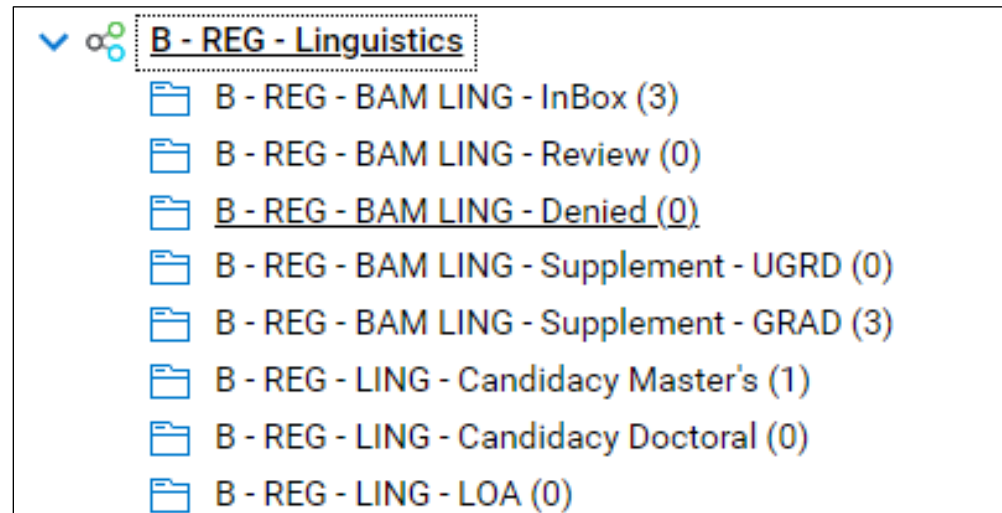 B - REG - Linguistics
B - REG - BAM LING - InBox (3)
B - REG - BAM LING - Review (0)
B - REG - BAM LING - Denied (0)
B - REG - BAM LING - Supplement - UGRD (0)
B - REG - BAM LING - Supplement - GRAD (3)
B - REG - LING - Candidacy Master's (1)
B - REG - LING - Candidacy Doctoral (0)
B - REG - LING - LOA (0)